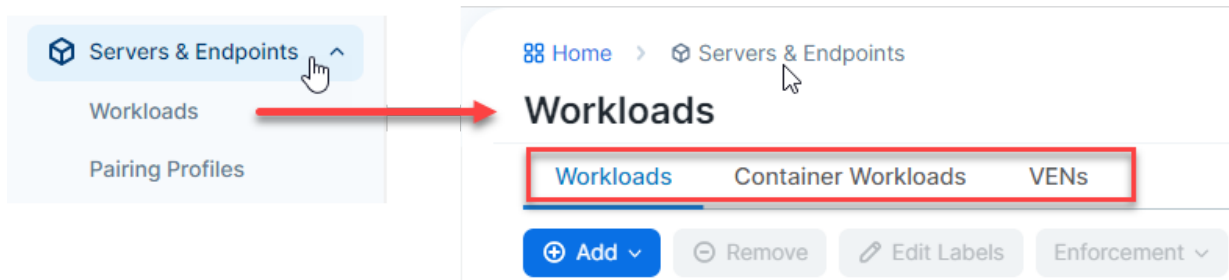 Servers & Endpoints
Workloads
Pairing Profiles
Home > Servers & Endpoints
Workloads
Workloads Container Workloads VENs
Add Remove Edit Labels Enforcement